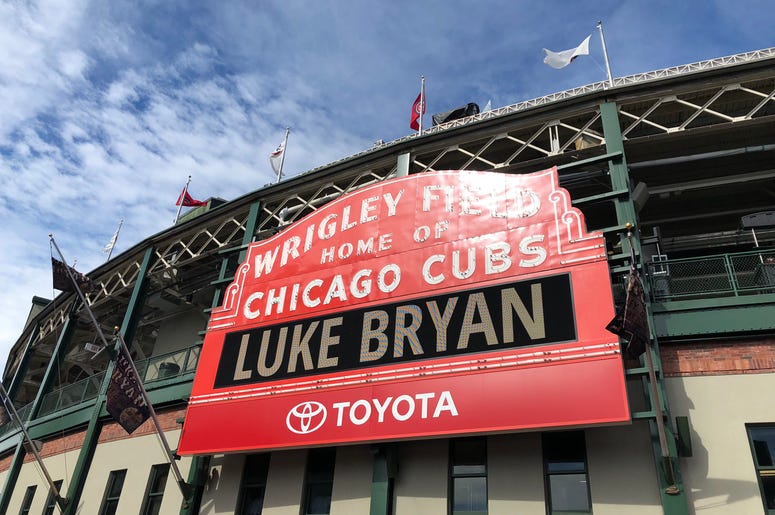 WRIGLEY FIELD
HOME OF
CHICAGO CUBS
LUKE BRYAN
TOYOTA